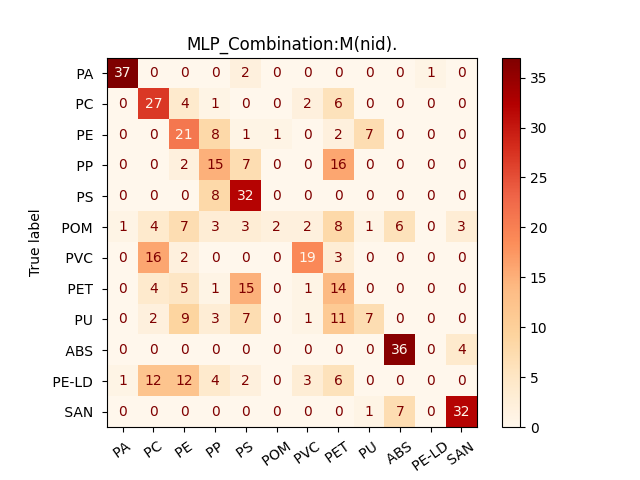 MLP_Combination:M(nid).
PA 37 0 0 0 2 0 0 0 0 0 1 0
PC 0 27 4 1 0 0 2 6 0 0 0 0
PE 0 0 21 8 1 1 0 2 7 0 0 0
PP 0 0 2 15 7 0 0 16 0 0 0 0
PS 0 0 0 8 32 0 0 0 0 0 0 0
POM 1 4 7 3 3 2 2 8 1 6 0 3
PVC 0 16 2 0 0 0 19 3 0 0 0 0
PET 0 4 5 1 15 0 1 14 0 0 0 0
PU 0 2 9 3 7 0 1 11 7 0 0 0
ABS 0 0 0 0 0 0 0 0 0 36 0 4
PE-LD 1 12 12 4 2 0 3 6 0 0 0 0
SAN 0 0 0 0 0 0 0 0 1 7 0 32
PA PC PE PP PS POM PVC PET PU ABS PE-LD SAN
True label
35
30
25
20
15
10
5
0